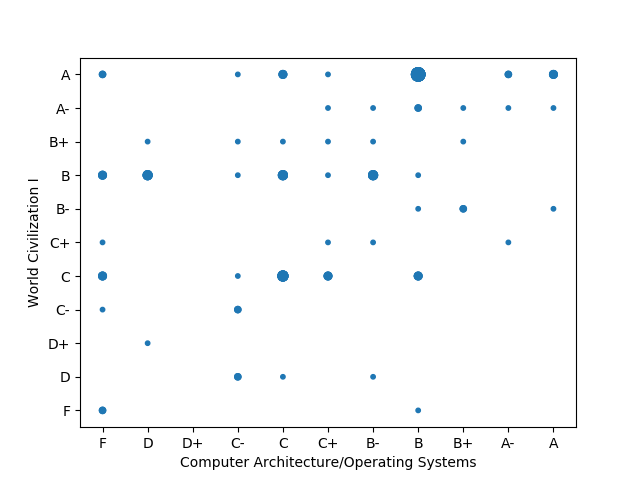 A
A-
B+
B
B-
C+
C
C-
D+
D
F
World Civilization I
F D D+ C- C C+ B- B B+ A- A
Computer Architecture/Operating Systems